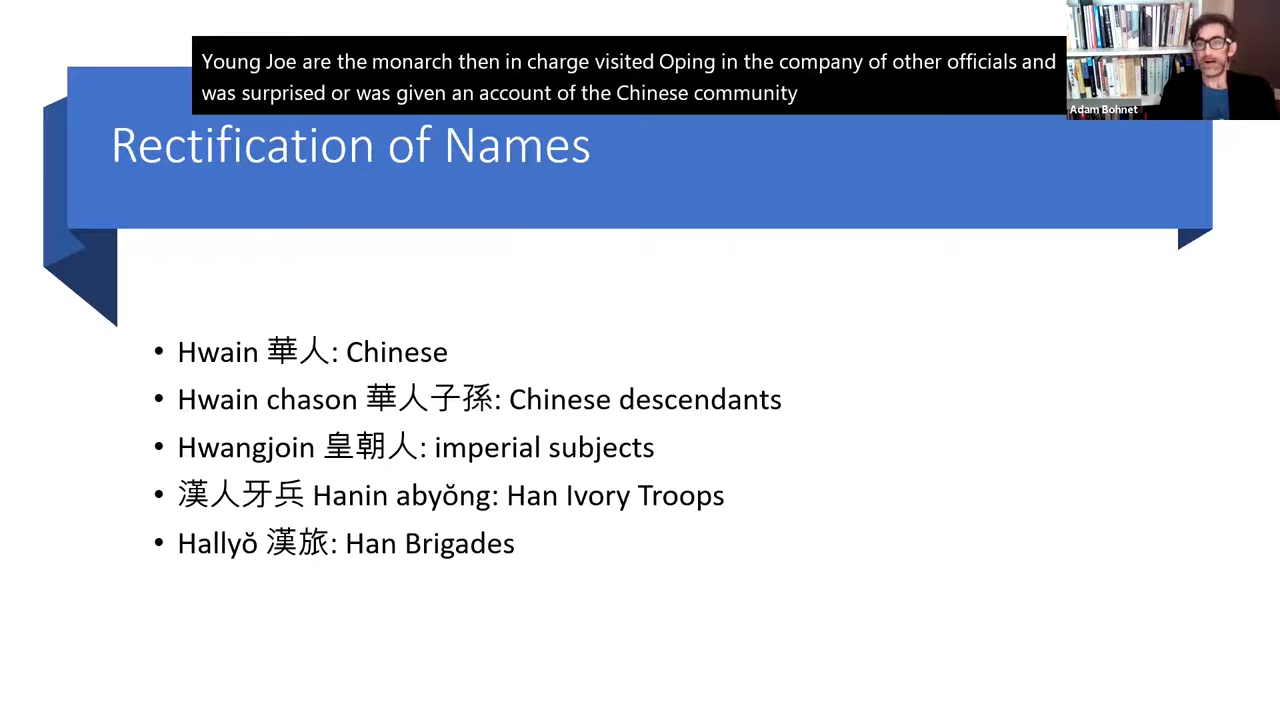 Young Joe are the monarch then in charge visited Oping in the company of other officials and
was surprised or was given an account of the Chinese community
Adam Bohnet
Rectification of Names
• Hwain 華人: Chinese
• Hwain chason 華人子孫: Chinese descendants
• Hwangjoin 皇朝人: imperial subjects
• 漢人牙兵 Hanin abyŏng: Han Ivory Troops
• Hallyŏ 漢旅: Han Brigades